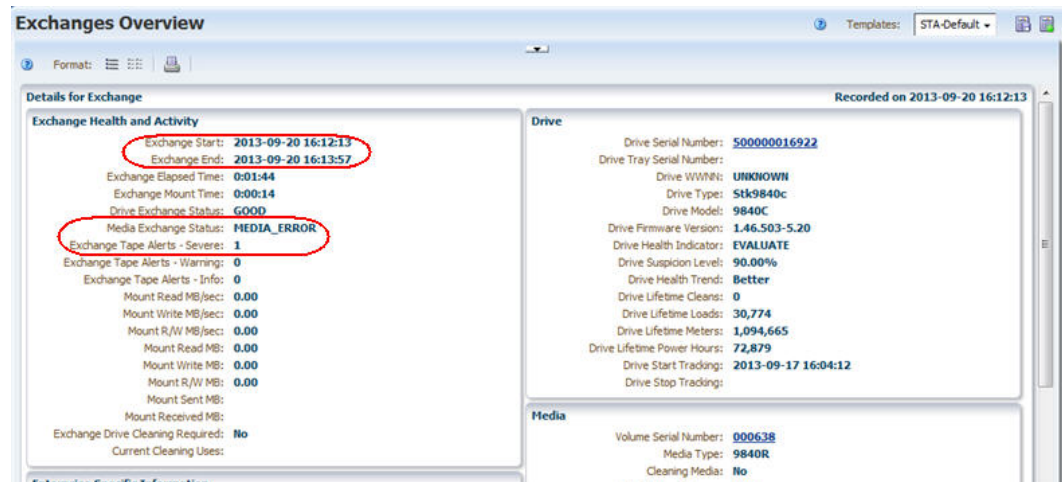 Exchanges Overview
Templates: STA-Default
Format:
Details for Exchange Recorded on 2013-09-20 16:12:13
Exchange Health and Activity
Exchange Start: 2013-09-20 16:12:13
Exchange End: 2013-09-20 16:13:57
Exchange Elapsed Time: 0:01:44
Exchange Mount Time: 0:00:14
Drive Exchange Status: GOOD
Media Exchange Status: MEDIA_ERROR
Exchange Tape Alerts - Severe: 1
Exchange Tape Alerts - Warning: 0
Exchange Tape Alerts - Info: 0
Mount Read MB/sec: 0.00
Mount Write MB/sec: 0.00
Mount R/W MB/sec: 0.00
Mount Read MB: 0.00
Mount Write MB: 0.00
Mount R/W MB: 0.00
Mount Sent MB:
Mount Received MB:
Exchange Drive Cleaning Required: No
Current Cleaning Uses:
Drive
Drive Serial Number: 500000016922
Drive Tray Serial Number:
Drive WWNN: UNKNOWN
Drive Type: Stk9840c
Drive Model: 9840C
Drive Firmware Version: 1.46.503-5.20
Drive Health Indicator: EVALUATE
Drive Suspicion Level: 90.00%
Drive Health Trend: Better
Drive Lifetime Cleans: 0
Drive Lifetime Loads: 30,774
Drive Lifetime Meters: 1,094,665
Drive Lifetime Power Hours: 72,879
Drive Start Tracking: 2013-09-17 16:04:12
Drive Stop Tracking:
Media
Volume Serial Number: 000638
Media Type: 9840R
Cleaning Media: No